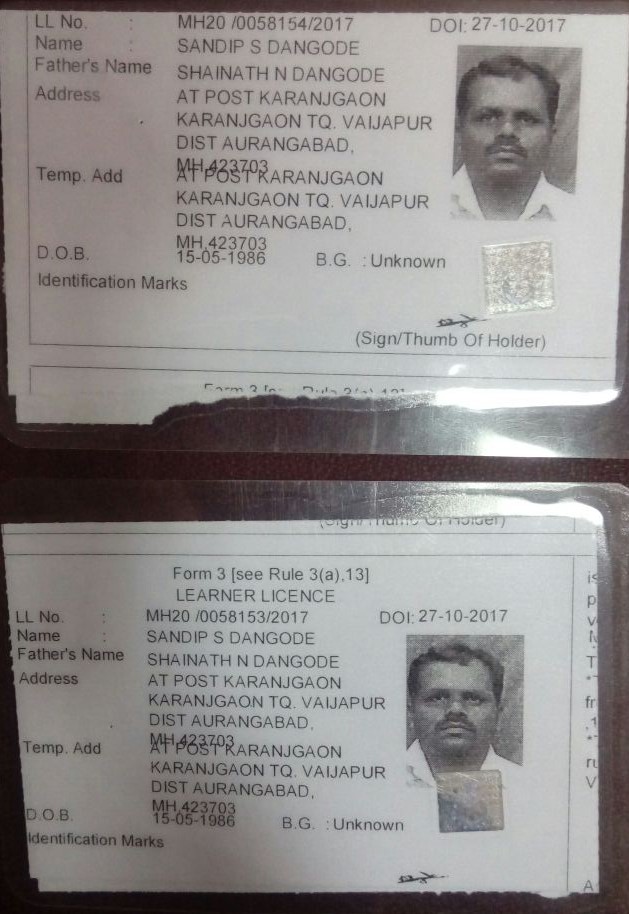 LL No. : MH20 /0058154/2017 DOI: 27-10-2017
Name : SANDIP S DANGODE
Father's Name SHAINATH N DANGODE
Address AT POST KARANJGAON
KARANJGAON TQ. VAIJAPUR
DIST AURANGABAD,
MH,423703
Temp. Add AT POST KARANJGAON
KARANJGAON TQ. VAIJAPUR
DIST AURANGABAD,
MH,423703
D.O.B. 15-05-1986 B.G. : Unknown
Identification Marks
(Sign/Thumb Of Holder)
Form 3 [see Rule 3(a),13]
(Sign/Thumb Of Holder)
Form 3 [see Rule 3(a),13]
LEARNER LICENCE
LL No. : MH20 /0058153/2017 DOI: 27-10-2017
Name : SANDIP S DANGODE
Father's Name SHAINATH N DANGODE
Address AT POST KARANJGAON
KARANJGAON TQ. VAIJAPUR
DIST AURANGABAD,
MH,423703
Temp. Add AT POST KARANJGAON
KARANJGAON TQ. VAIJAPUR
DIST AURANGABAD,
MH,423703
D.O.B. 15-05-1986 B.G. : Unknown
Identification Marks